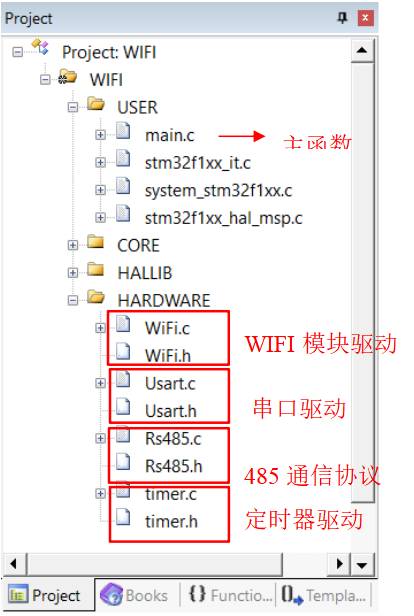 Project
Project: WIFI
WIFI
USER
main.c
主函数
stm32f1xx_it.c
system_stm32f1xx.c
stm32f1xx_hal_msp.c
CORE
HALLIB
HARDWARE
WiFi.c
WiFi.h
WIFI 模块驱动
Usart.c
Usart.h
串口驱动
Rs485.c
Rs485.h
485 通信协议
timer.c
timer.h
定时器驱动
Project Books {} Functio... 0 Templa...